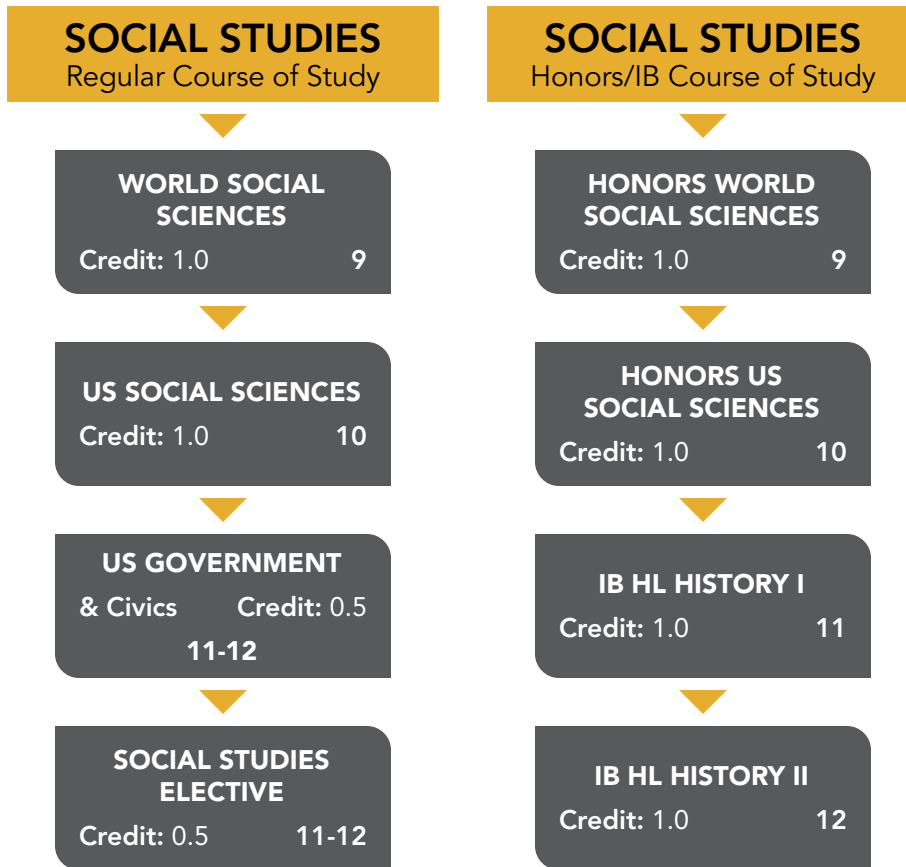 SOCIAL STUDIES
Regular Course of Study
WORLD SOCIAL
SCIENCES
Credit: 1.0 9
US SOCIAL SCIENCES
Credit: 1.0 10
US GOVERNMENT
& Civics Credit: 0.5
11-12
SOCIAL STUDIES
ELECTIVE
Credit: 0.5 11-12
SOCIAL STUDIES
Honors/IB Course of Study
HONORS WORLD
SOCIAL SCIENCES
Credit: 1.0 9
HONORS US
SOCIAL SCIENCES
Credit: 1.0 10
IB HL HISTORY I
Credit: 1.0 11
IB HL HISTORY II
Credit: 1.0 12